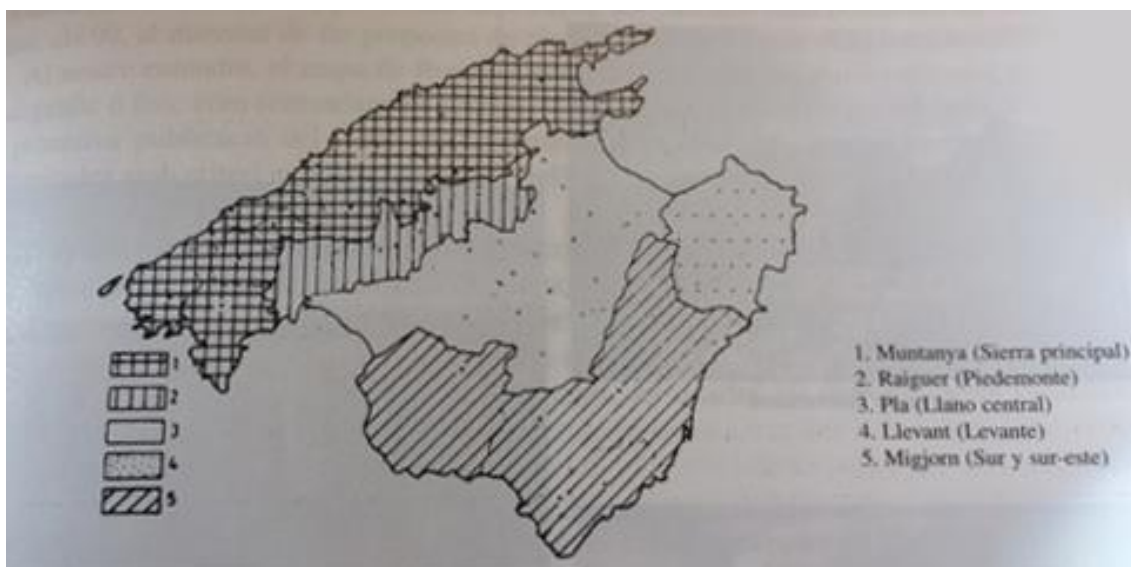 1
2
3
4
5
1. Muntanya (Sierra principal)
2. Raiguer (Piedemonte)
3. Pla (Llano central)
4. Llevant (Levante)
5. Migjorn (Sur y sur-este)